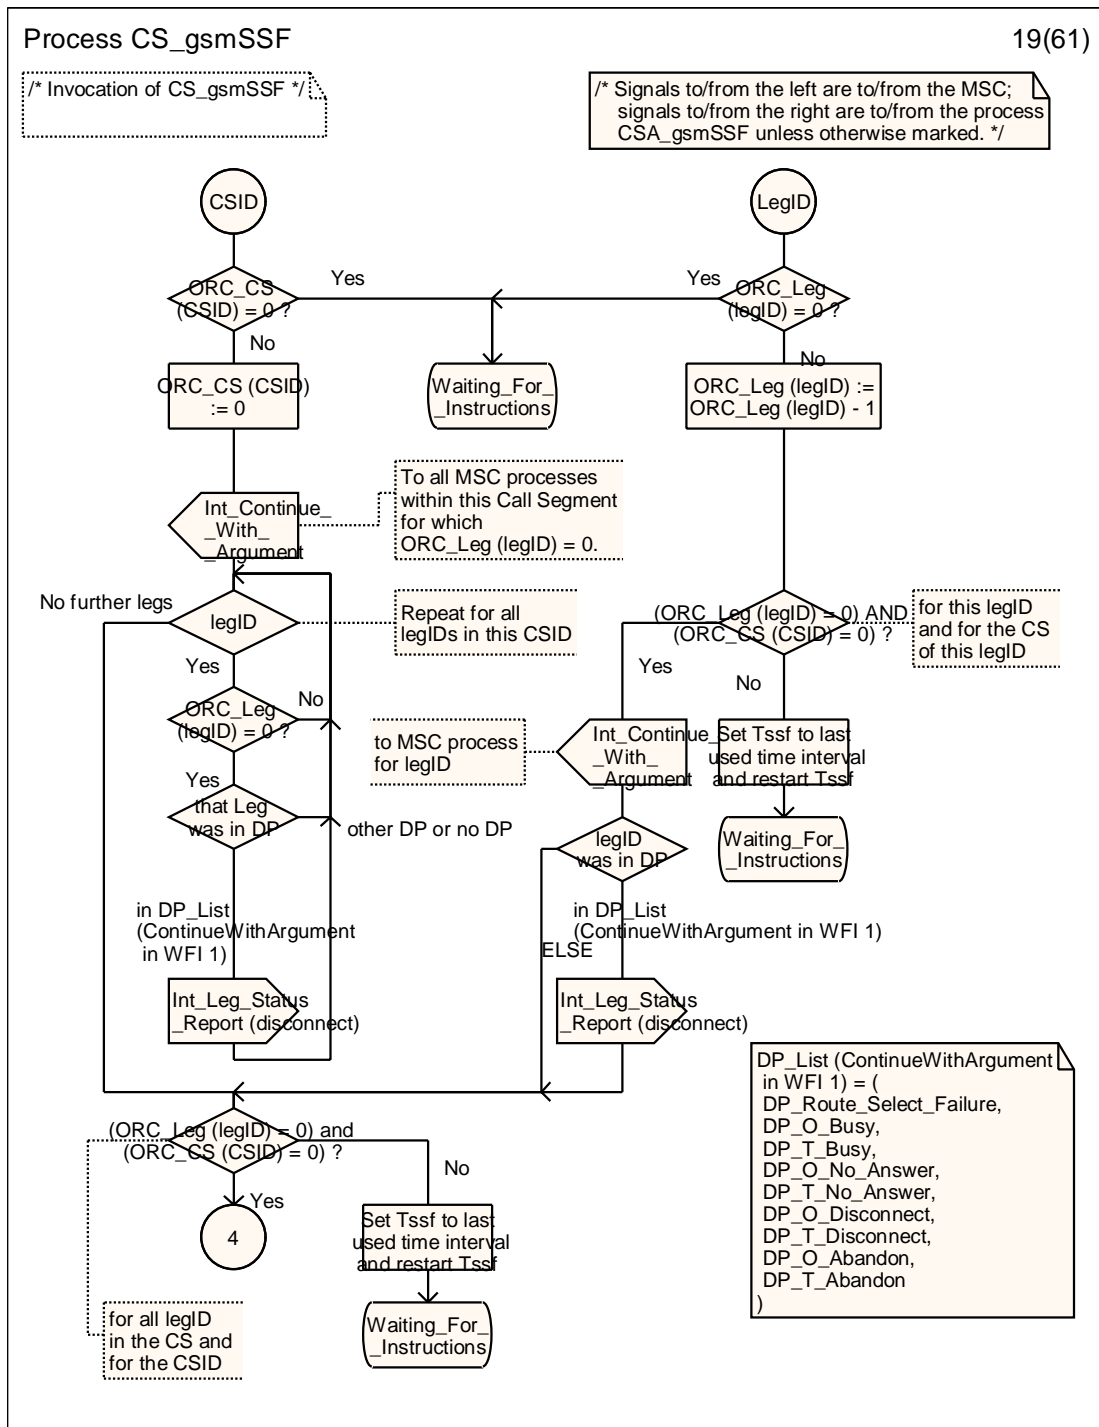 Process CS_gsmSSF
19(61)
/* Invocation of CS_gsmSSF */
/* Signals to/from the left are to/from the MSC;
signals to/from the right are to/from the process
CSA_gsmSSF unless otherwise marked. */
CSID
LegID
ORC_CS
(CSID) = 0 ?
Yes
Yes
ORC_Leg
(legID) = 0 ?
No
No
ORC_CS (CSID)
:= 0
Waiting_For_
_Instructions
ORC_Leg (legID) :=
ORC_Leg (legID) - 1
Int_Continue_
_With_
_Argument
To all MSC processes
within this Call Segment
for which
ORC_Leg (legID) = 0.
No further legs
legID
Repeat for all
legIDs in this CSID
(ORC_Leg (legID) = 0) AND
(ORC_CS (CSID) = 0) ?
for this legID
and for the CS
of this legID
Yes
Yes
No
ORC_Leg
(legID) = 0 ?
No
to MSC process
for legID
Int_Continue_
_With_
_Argument
Set Tssf to last
used time interval
and restart Tssf
Yes
that Leg
was in DP
other DP or no DP
legID
was in DP
Waiting_For_
_Instructions
in DP_List
(ContinueWithArgument
in WFI 1)
in DP_List
(ContinueWithArgument in WFI 1)
ELSE
Int_Leg_Status
_Report (disconnect)
Int_Leg_Status
_Report (disconnect)
DP_List (ContinueWithArgument
in WFI 1) = (
DP_Route_Select_Failure,
DP_O_Busy,
DP_T_Busy,
DP_O_No_Answer,
DP_T_No_Answer,
DP_O_Disconnect,
DP_T_Disconnect,
DP_O_Abandon,
DP_T_Abandon
)
(ORC_Leg (legID) = 0) and
(ORC_CS (CSID) = 0) ?
No
Yes
4
Set Tssf to last
used time interval
and restart Tssf
for all legID
in the CS and
for the CSID
Waiting_For_
_Instructions